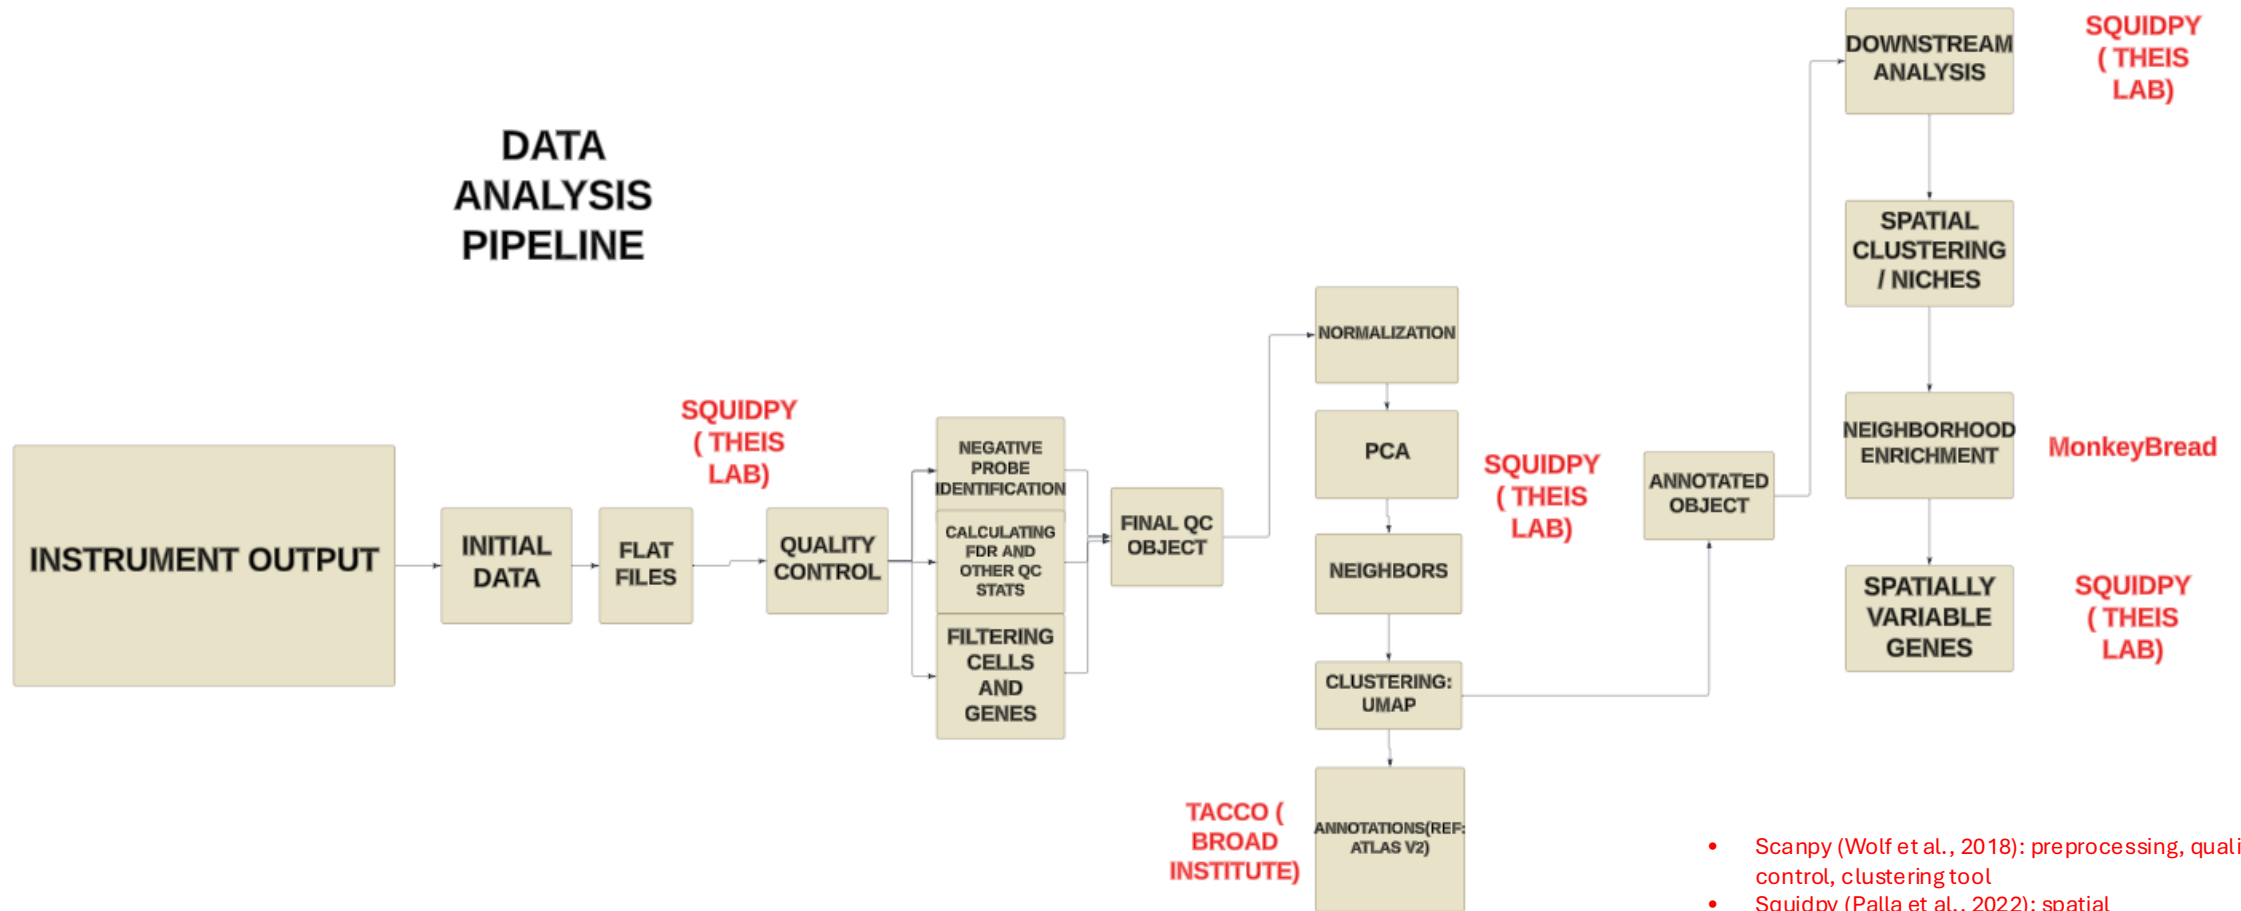 DATA
ANALYSIS
PIPELINE
INSTRUMENT OUTPUT
INITIAL
DATA
FLAT
FILES
SQUIDPY
( THEIS
LAB)
QUALITY
CONTROL
NEGATIVE
PROBE
IDENTIFICATION
CALCULATING
FDR AND
OTHER QC
STATS
FILTERING
CELLS
AND
GENES
FINAL QC
OBJECT
NORMALIZATION
PCA
NEIGHBORS
CLUSTERING:
UMAP
ANNOTATIONS(REF:
ATLAS V2)
SQUIDPY
( THEIS
LAB)
TACCO (
BROAD
INSTITUTE)
ANNOTATED
OBJECT
DOWNSTREAM
ANALYSIS
SQUIDPY
( THEIS
LAB)
SPATIAL
CLUSTERING
/ NICHES
NEIGHBORHOOD
ENRICHMENT
MonkeyBread
SPATIALLY
VARIABLE
GENES
SQUIDPY
( THEIS
LAB)
• Scanpy (Wolf et al., 2018): preprocessing, quali
control, clustering tool
• Squidpy (Palla et al., 2022): spatial